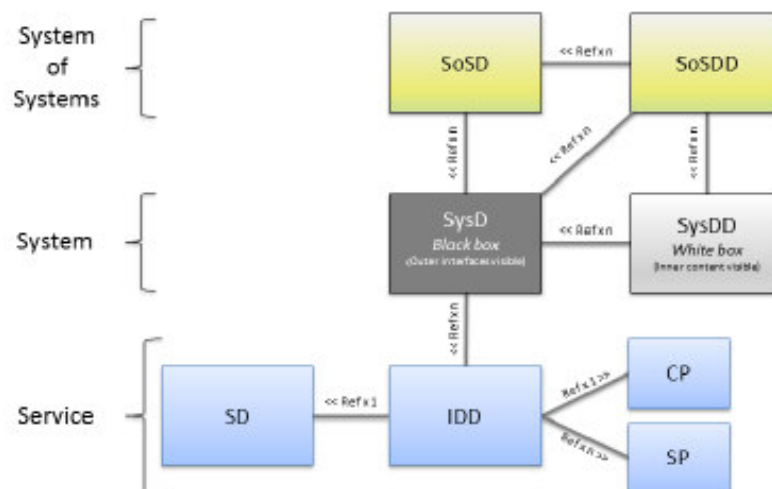 System
of
Systems
SoSD
<< Refxn
SoSDD
<< Refxn
<< Refxn
<< Refxn
System
SysD
Black box
(Outer interfaces visible)
<< Refxn
SysDD
White box
(Inner content visible)
<< Refxn
Service
SD
<< Refx1
IDD
Refx1 >>
CP
Refxn >>
SP